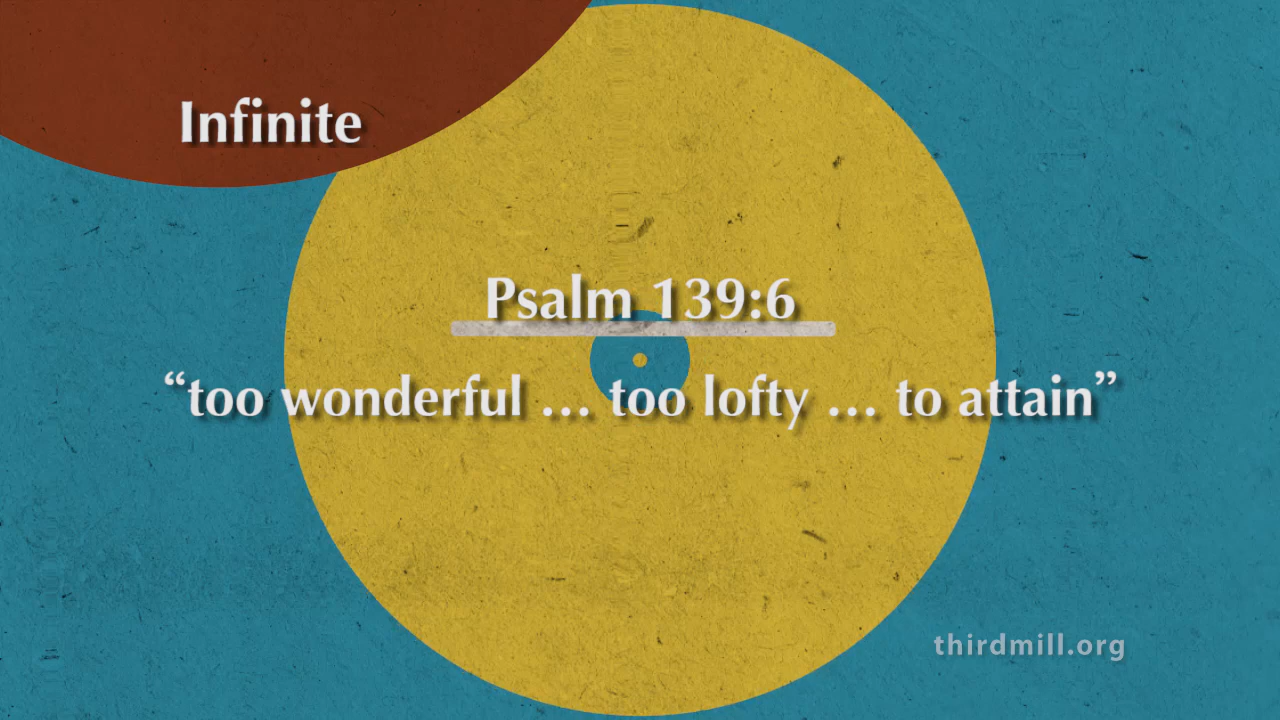 Infinite
Psalm 139:6
“too wonderful … too lofty … to attain”
thirdmill.org